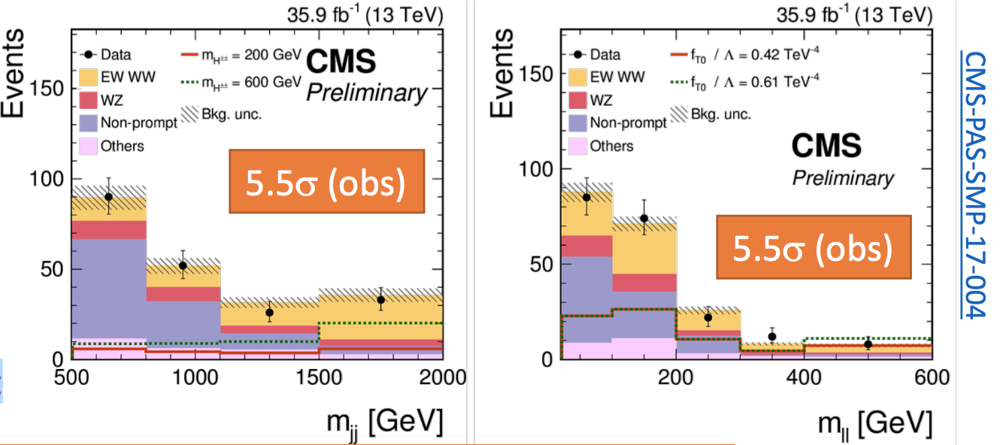 35.9 fb⁻¹ (13 TeV)
Events
Data
EW WW
WZ
Non-prompt
Others
m_H±± = 200 GeV
m_H±± = 600 GeV
Bkg. unc.
CMS
Preliminary
5.5σ (obs)
150
100
50
0
500
1000
1500
2000
m_jj [GeV]
35.9 fb⁻¹ (13 TeV)
Events
Data
EW WW
WZ
Non-prompt
Others
f_T0 / Λ = 0.42 TeV⁻⁴
f_T0 / Λ = 0.61 TeV⁻⁴
Bkg. unc.
CMS
Preliminary
5.5σ (obs)
150
100
50
0
200
400
600
m_ll [GeV]
CMS-PAS-SMP-17-004